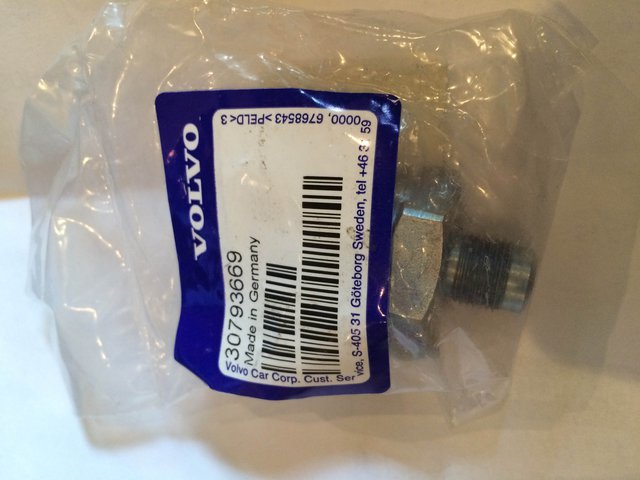 VOLVO
30793669
Made in Germany
Volvo Car Corp. Cust. Ser
vice, S-405 31 Göteborg Sweden, tel +46 31 59
0000, 6768543 >PELD< 3